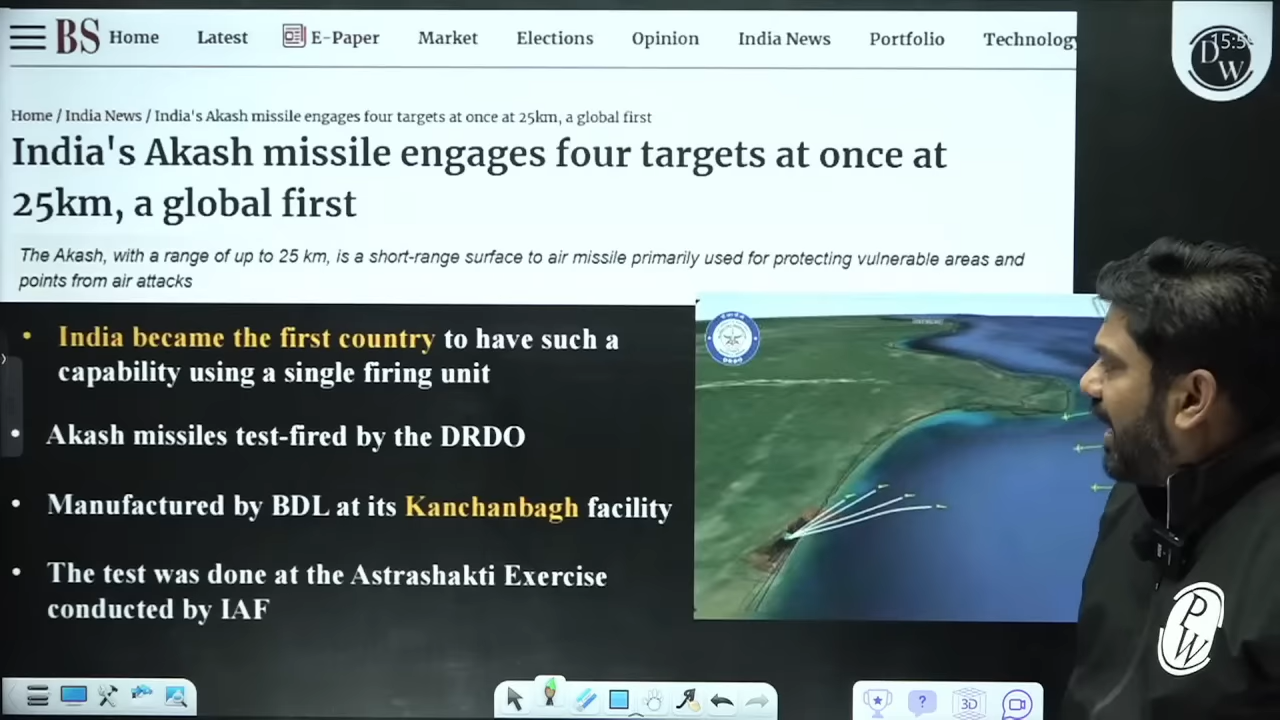 BS Home Latest E-Paper Market Elections Opinion India News Portfolio Technology
15:5
D
W
Home / India News / India's Akash missile engages four targets at once at 25km, a global first
India's Akash missile engages four targets at once at
25km, a global first
The Akash, with a range of up to 25 km, is a short-range surface to air missile primarily used for protecting vulnerable areas and
points from air attacks
• India became the first country to have such a
capability using a single firing unit
• Akash missiles test-fired by the DRDO
• Manufactured by BDL at its Kanchanbagh facility
• The test was done at the Astrashakti Exercise
conducted by IAF
P
W
?
3D